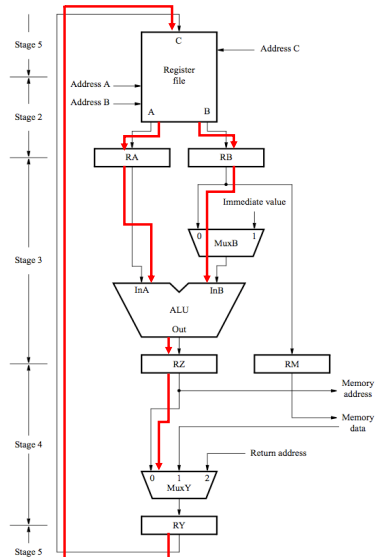 Stage 5
C
Address C
Register
file
Address A
Address B
Stage 2
A B
RA RB
Immediate value
0 1
MuxB
Stage 3
InA InB
ALU
Out
RZ RM
Memory
address
Memory
data
Stage 4
Return address
0 1 2
MuxY
RY
Stage 5